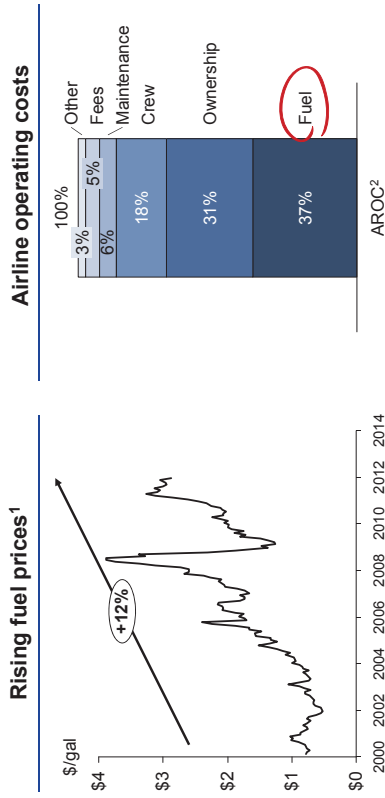 Rising fuel prices1
$/gal
+12%
$4
$3
$2
$1
$0
2000 2002 2004 2006 2008 2010 2012 2014
Airline operating costs
100%
3% Other
5% Fees
6% Maintenance
18% Crew
31% Ownership
37% Fuel
AROC2